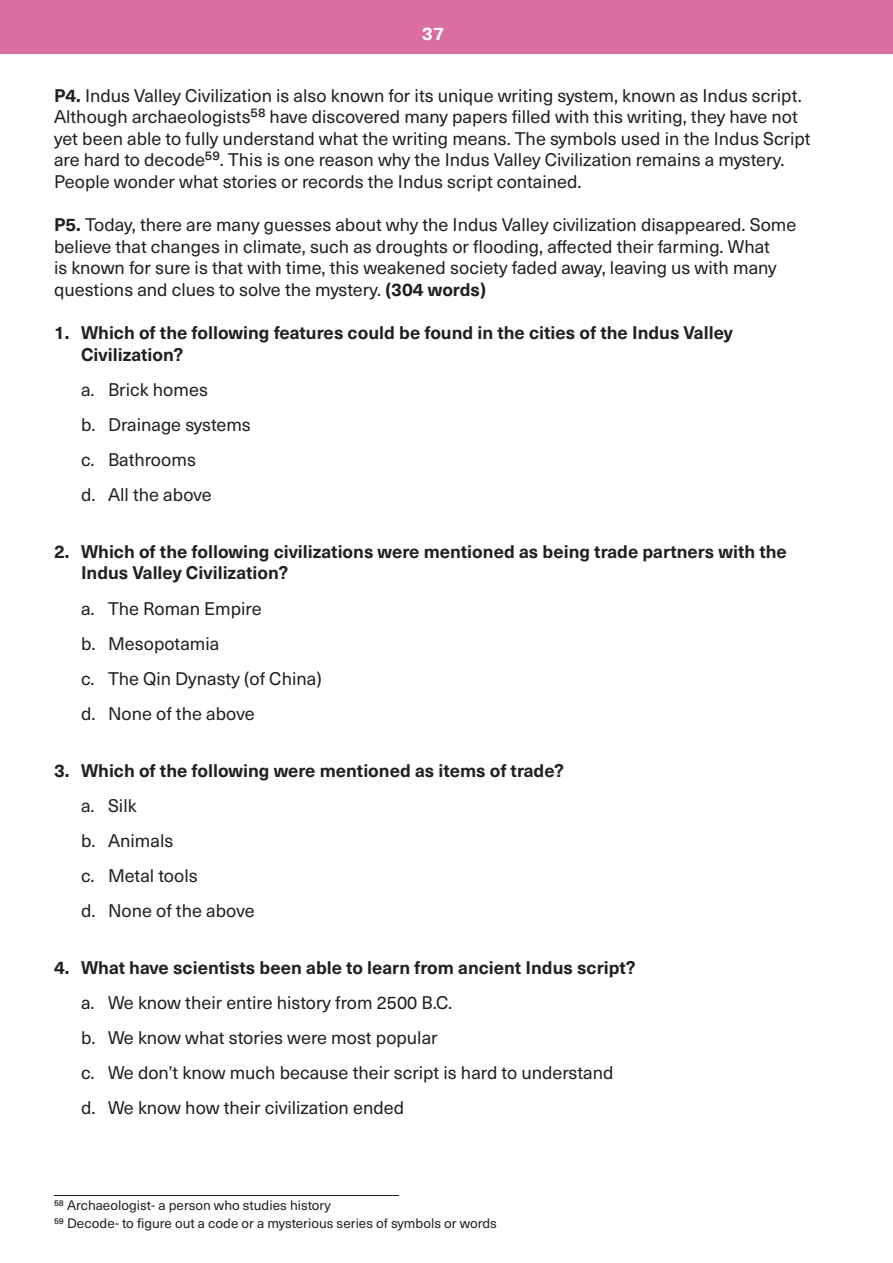 37
P4. Indus Valley Civilization is also known for its unique writing system, known as Indus script.
Although archaeologists⁵⁸ have discovered many papers filled with this writing, they have not
yet been able to fully understand what the writing means. The symbols used in the Indus Script
are hard to decode⁵⁹. This is one reason why the Indus Valley Civilization remains a mystery.
People wonder what stories or records the Indus script contained.
P5. Today, there are many guesses about why the Indus Valley civilization disappeared. Some
believe that changes in climate, such as droughts or flooding, affected their farming. What
is known for sure is that with time, this weakened society faded away, leaving us with many
questions and clues to solve the mystery. (304 words)
1. Which of the following features could be found in the cities of the Indus Valley
Civilization?
a. Brick homes
b. Drainage systems
c. Bathrooms
d. All the above
2. Which of the following civilizations were mentioned as being trade partners with the
Indus Valley Civilization?
a. The Roman Empire
b. Mesopotamia
c. The Qin Dynasty (of China)
d. None of the above
3. Which of the following were mentioned as items of trade?
a. Silk
b. Animals
c. Metal tools
d. None of the above
4. What have scientists been able to learn from ancient Indus script?
a. We know their entire history from 2500 B.C.
b. We know what stories were most popular
c. We don't know much because their script is hard to understand
d. We know how their civilization ended
⁵⁸ Archaeologist- a person who studies history
⁵⁹ Decode- to figure out a code or a mysterious series of symbols or words